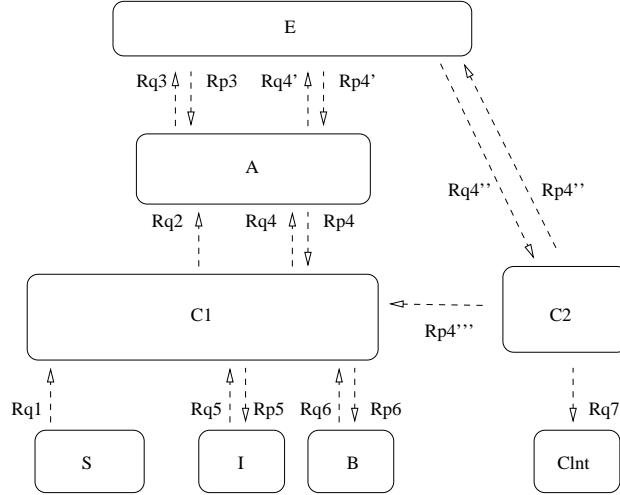 E
Rq3 Rp3 Rq4' Rp4'
A
Rq4'' Rp4''
Rq2 Rq4 Rp4
C1 C2
Rp4'''
Rq1 Rq5 Rp5 Rq6 Rp6 Rq7
S I B Clnt